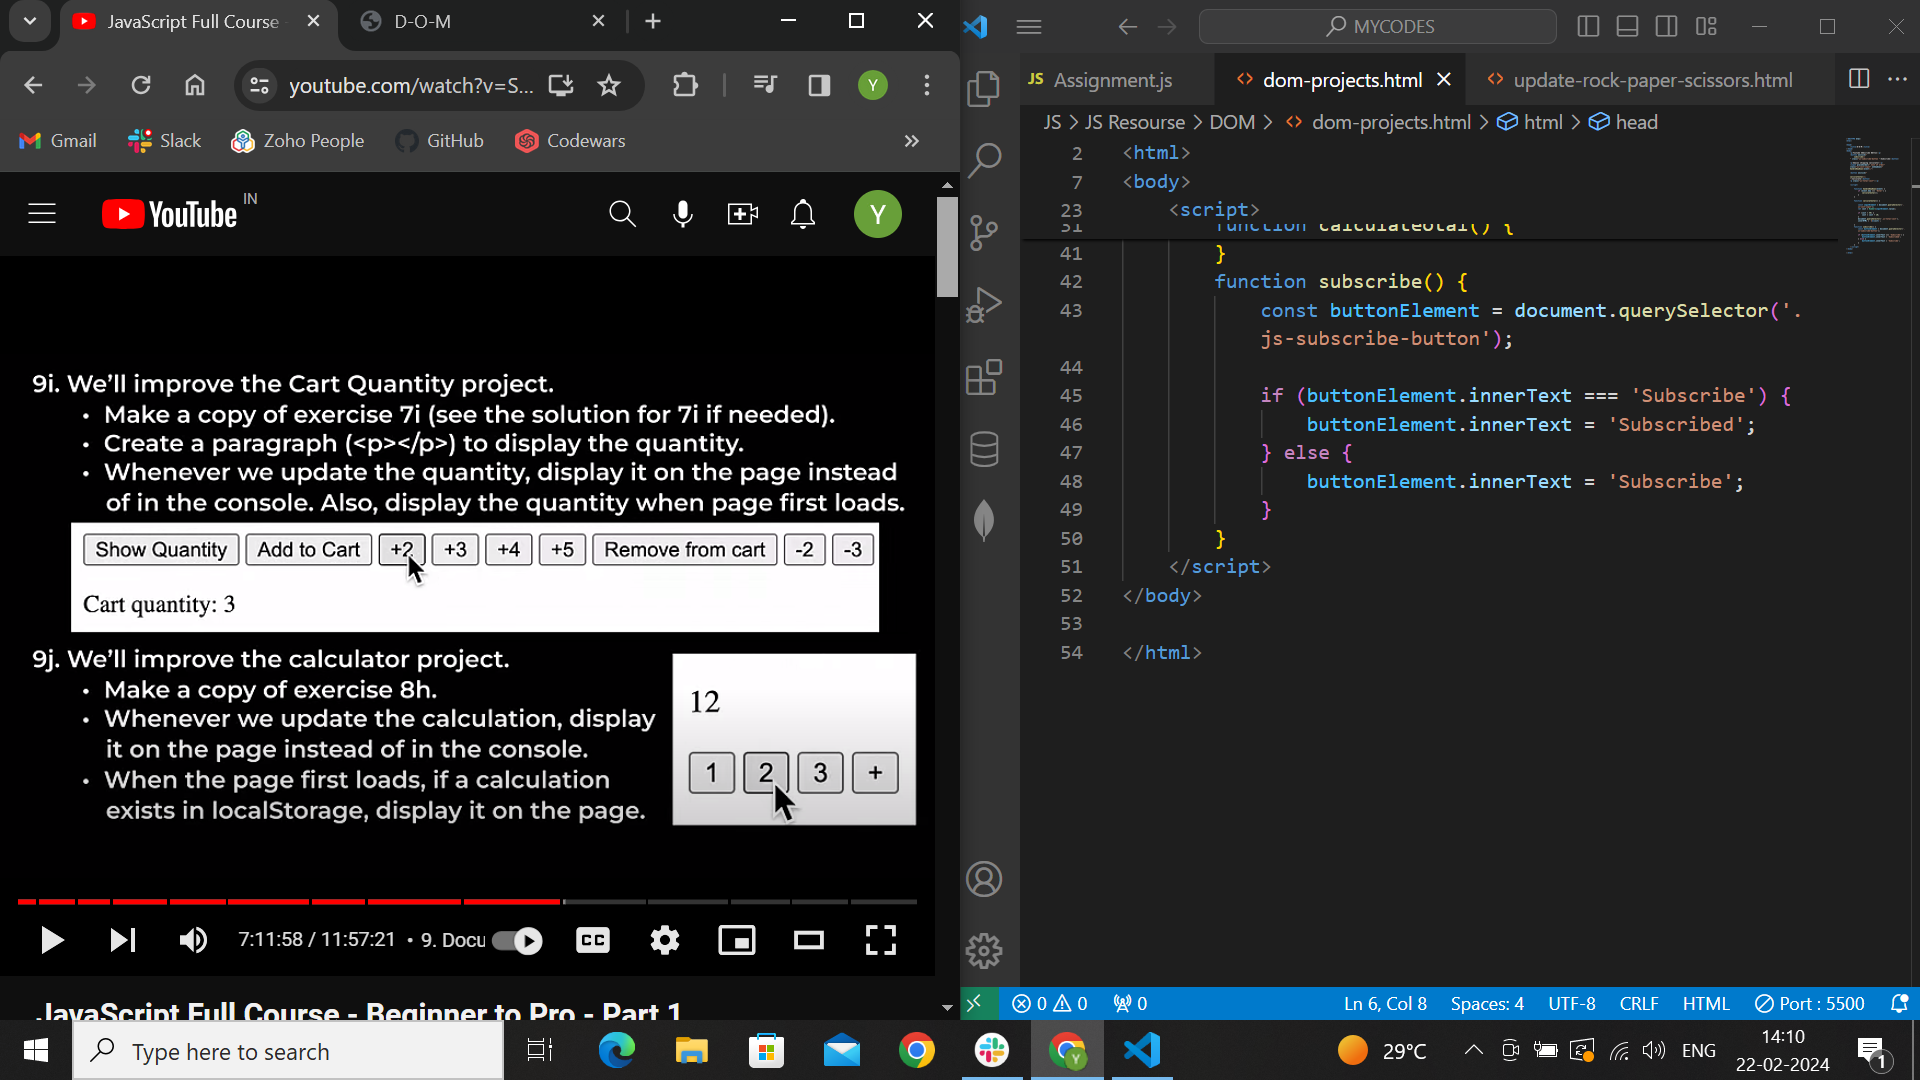 JavaScript Full Course
D-O-M
youtube.com/watch?v=S...
Y
Gmail
Slack
Zoho People
GitHub
Codewars
YouTube IN
Y
9i. We'll improve the Cart Quantity project.
• Make a copy of exercise 7i (see the solution for 7i if needed).
• Create a paragraph (<p></p>) to display the quantity.
• Whenever we update the quantity, display it on the page instead
of in the console. Also, display the quantity when page first loads.
Show Quantity Add to Cart +2 +3 +4 +5 Remove from cart -2 -3
Cart quantity: 3
9j. We'll improve the calculator project.
• Make a copy of exercise 8h.
• Whenever we update the calculation, display
it on the page instead of in the console.
• When the page first loads, if a calculation
exists in localStorage, display it on the page.
12
1 2 3 +
7:11:58 / 11:57:21 • 9. Docu
CC
JavaScript Full Course - Beginner to Pro - Part 1
MYCODES
JS Assignment.js
<> dom-projects.html
<> update-rock-paper-scissors.html
JS > JS Resourse > DOM > <> dom-projects.html > html > head
2 <html>
7 <body>
23 <script>
31 function calculateotal() {
41 }
42 function subscribe() {
43 const buttonElement = document.querySelector('.
js-subscribe-button');
44
45 if (buttonElement.innerText === 'Subscribe') {
46 buttonElement.innerText = 'Subscribed';
47 } else {
48 buttonElement.innerText = 'Subscribe';
49 }
50 }
51 </script>
52 </body>
53
54 </html>
0 0 0
Ln 6, Col 8 Spaces: 4 UTF-8 CRLF HTML Port : 5500
Type here to search
29°C
ENG
14:10
22-02-2024
1